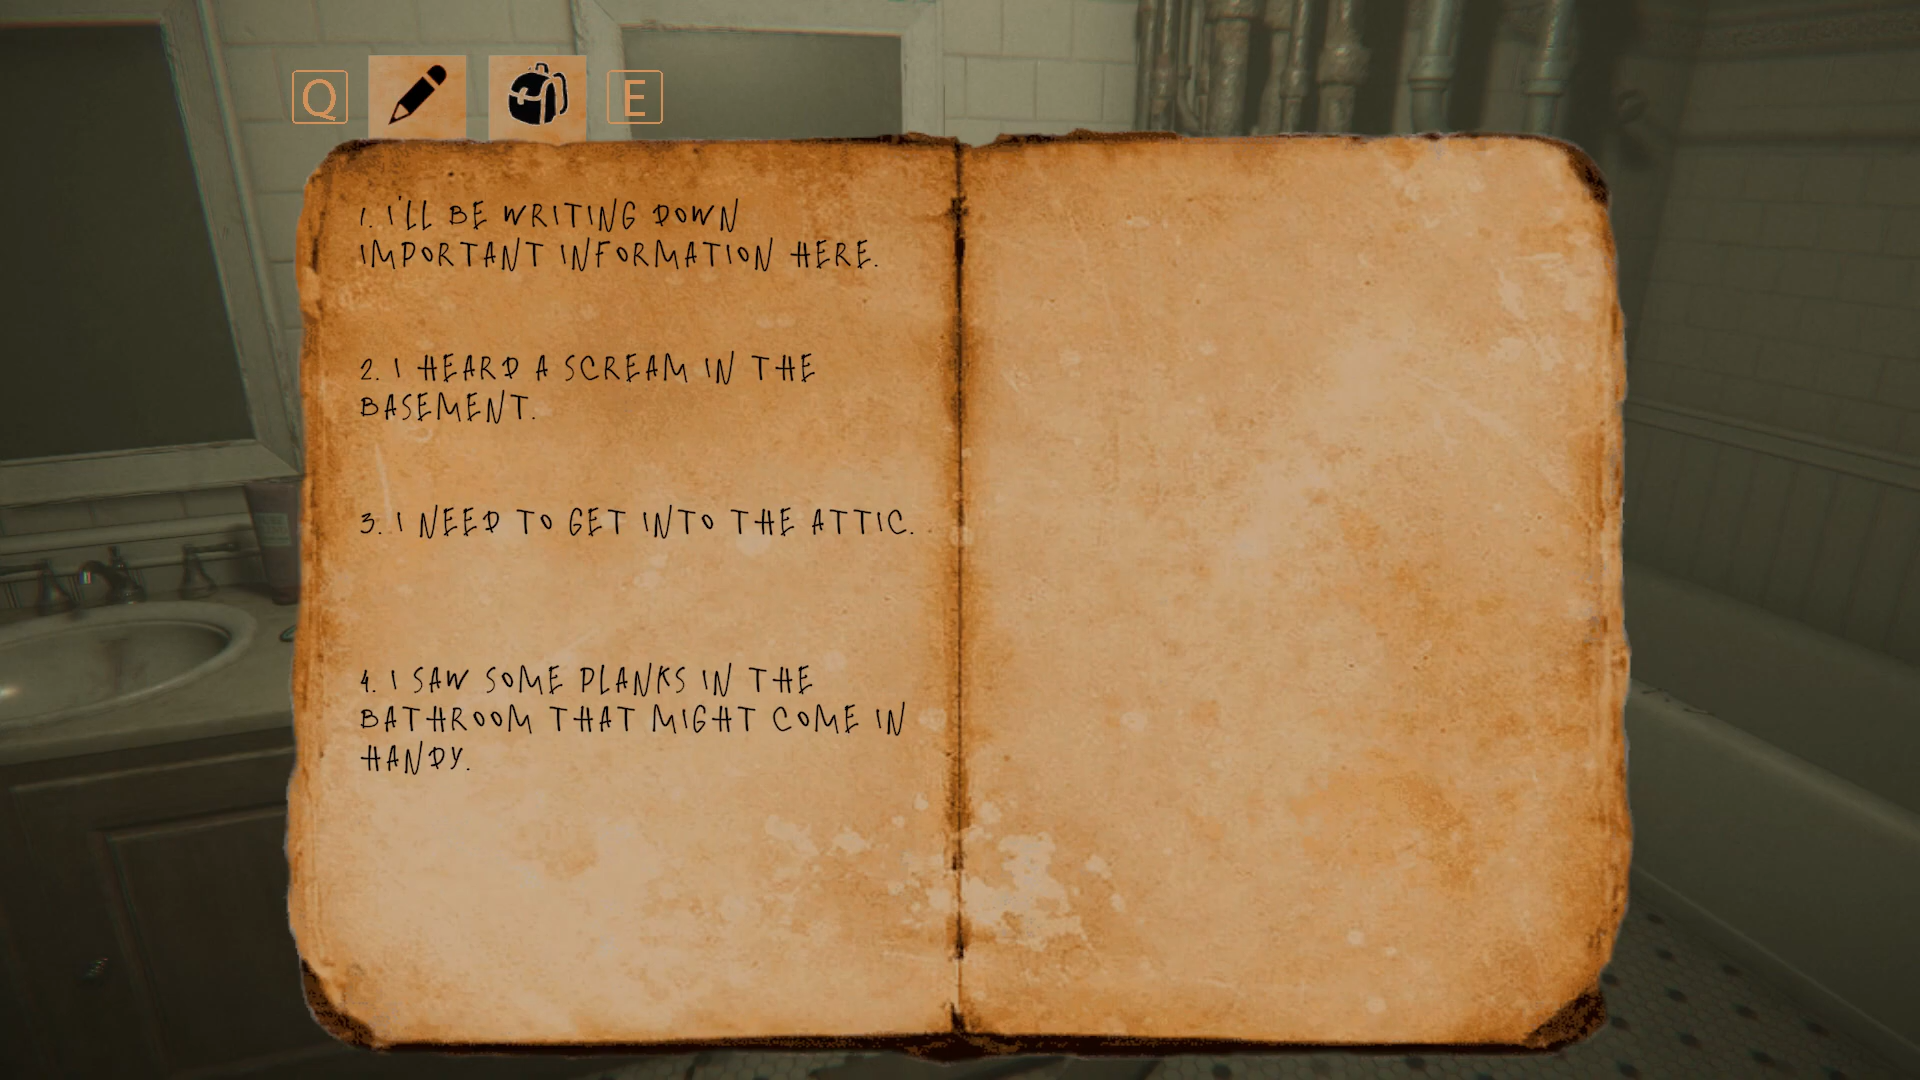 Q
E
1. I'LL BE WRITING DOWN
IMPORTANT INFORMATION HERE.
2. I HEARD A SCREAM IN THE
BASEMENT.
3. I NEED TO GET INTO THE ATTIC.
4. I SAW SOME PLANKS IN THE
BATHROOM THAT MIGHT COME IN
HANDY.